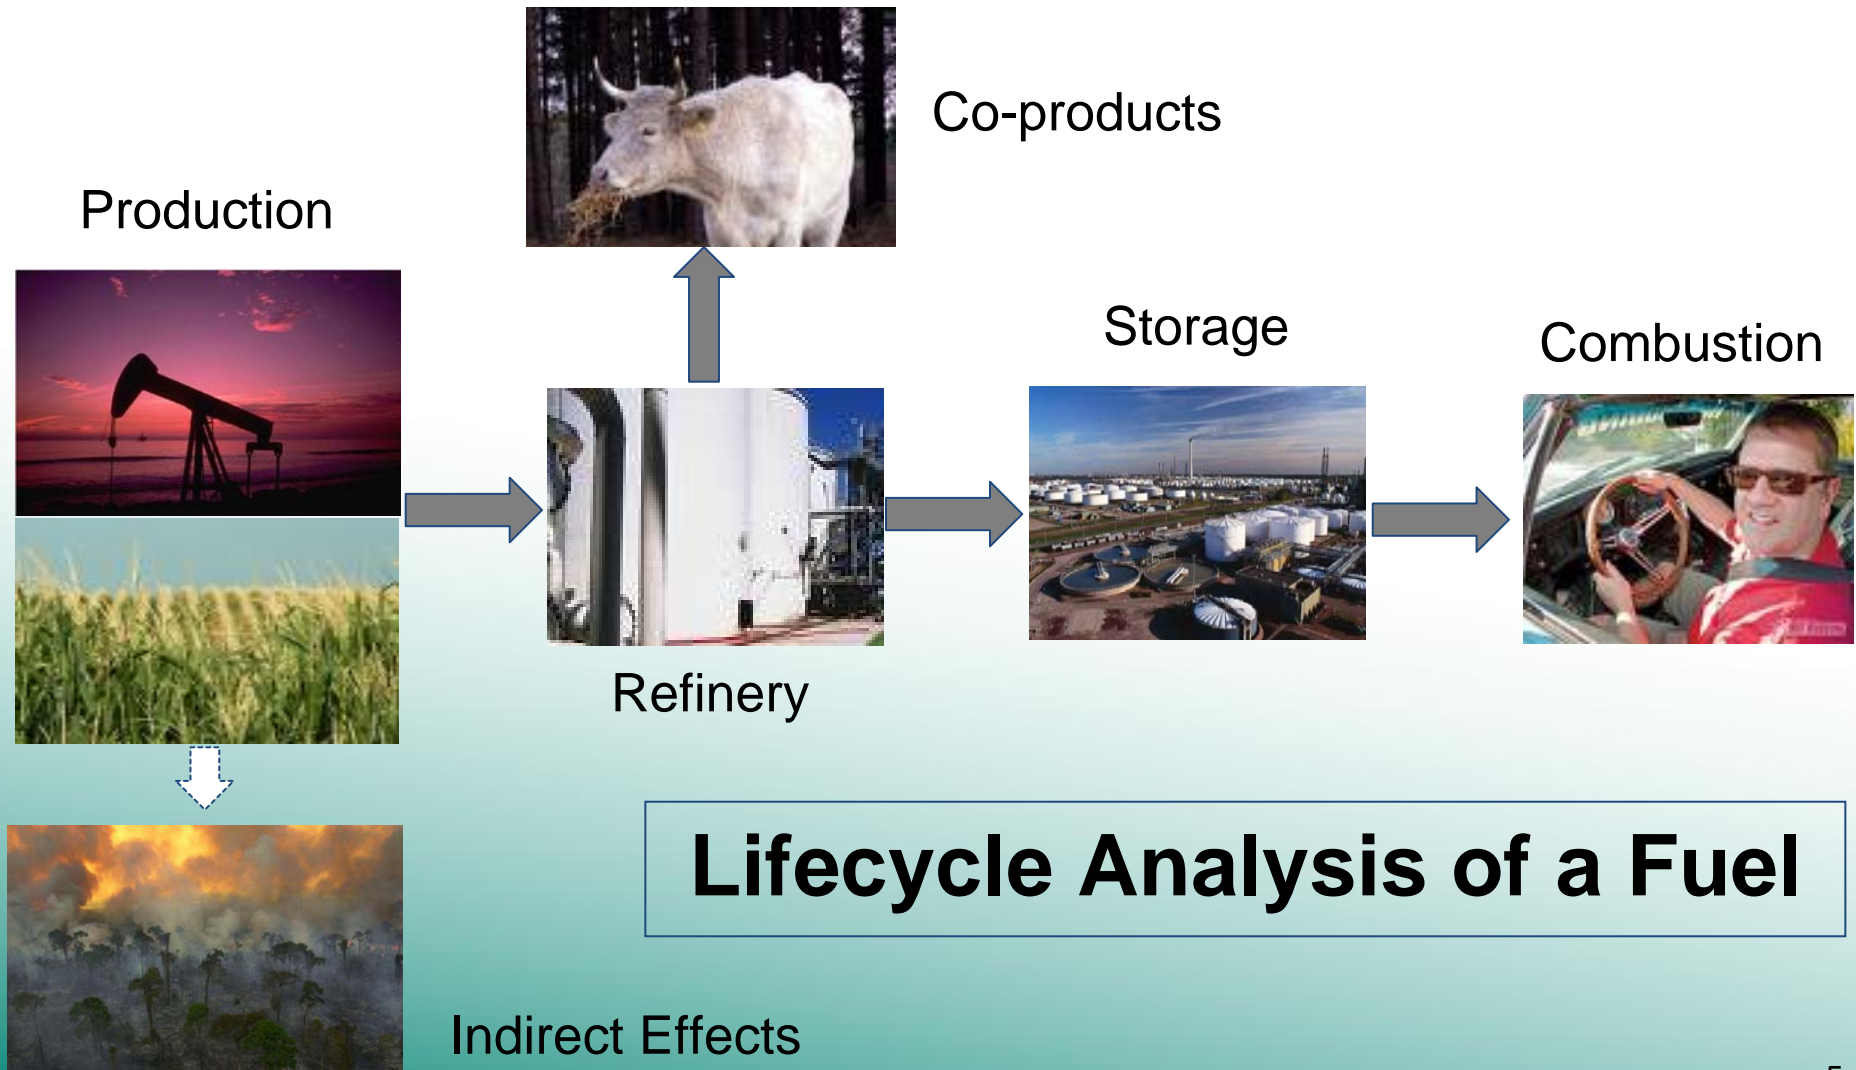 Co-products
Production
Storage
Combustion
Refinery
Lifecycle Analysis of a Fuel
Indirect Effects